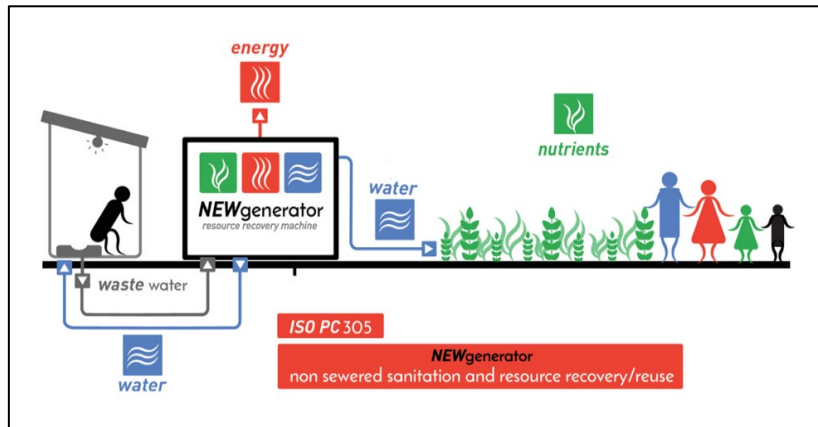 energy
nutrients
NEWgenerator
resource recovery machine
water
waste water
water
ISO PC 305
NEWgenerator
non sewered sanitation and resource recovery/reuse